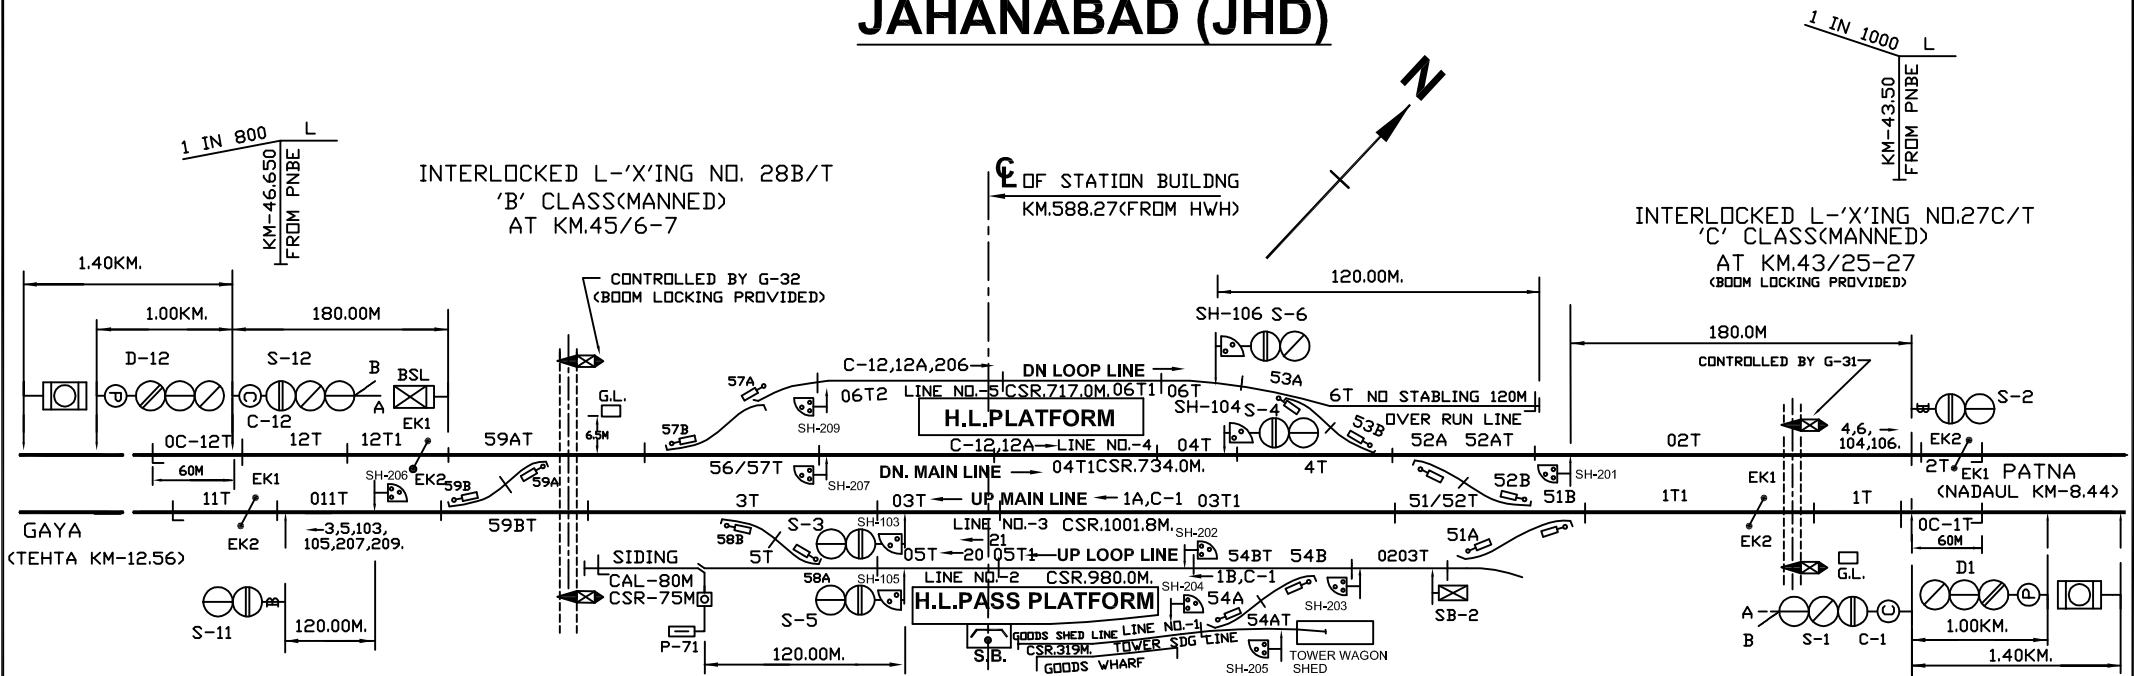 JAHANABAD (JHD)
1 IN 800
L
KM-46.650
FROM PNBE
INTERLOCKED L-'X'ING NO. 28B/T
'B' CLASS(MANNED)
AT KM.45/6-7
C
L OF STATION BUILDNG
KM.588.27(FROM HWH)
N
1 IN 1000
L
KM-43.50
FROM PNBE
INTERLOCKED L-'X'ING NO.27C/T
'C' CLASS(MANNED)
AT KM.43/25-27
(BOOM LOCKING PROVIDED)
1.40KM.
CONTROLLED BY G-32
(BOOM LOCKING PROVIDED)
120.00M.
1.00KM.
180.00M
SH-106 S-6
180.0M
CONTROLLED BY G-31
D-12
S-12
B
A
BSL
P
C
C-12
EK1
G.L.
6.5M
57A
C-12,12A,206
DN LOOP LINE
06T2
LINE NO.-5 CSR.717.0M.
06T1
06T
53A
6T NO STABLING 120M
OVER RUN LINE
S-2
B
SH-209
H.L.PLATFORM
SH-104 S-4
53B
4,6,
104,106.
0C-12T
12T
12T1
59AT
57B
C-12,12A
LINE NO.-4
04T
52A
52AT
02T
EK2
2T
60M
EK1
SH-206
EK2
59B
59A
56/57T
SH-207
DN. MAIN LINE
04T1
CSR.734.0M.
4T
52B
SH-201
EK1
EK1
PATNA
(NADAUL KM-8.44)
11T
011T
3T
03T
UP MAIN LINE
1A,C-1
03T1
51/52T
51B
1T1
1T
GAYA
(TEHTA KM-12.56)
EK2
3,5,103,
105,207,209.
59BT
58B
S-3
SH-103
LINE NO.-3
CSR.1001.8M.
21
SH-202
51A
EK2
0C-1T
60M
SIDING
5T
05T
20
05T1
UP LOOP LINE
54BT
54B
0203T
CAL-80M
CSR-75M
58A
SH-105
LINE NO.-2
CSR.980.0M.
1B,C-1
SH-204
SH-203
G.L.
D1
P
S-11
B
S-5
H.L.PASS PLATFORM
54A
SB-2
A
B
S-1
C
C-1
120.00M.
P-71
120.00M.
S.B.
GOODS SHED LINE
LINE NO.-1
CSR.319M.
TOWER SDG LINE
GOODS WHARF
54AT
SH-205
TOWER WAGON
SHED
1.00KM.
1.40KM.